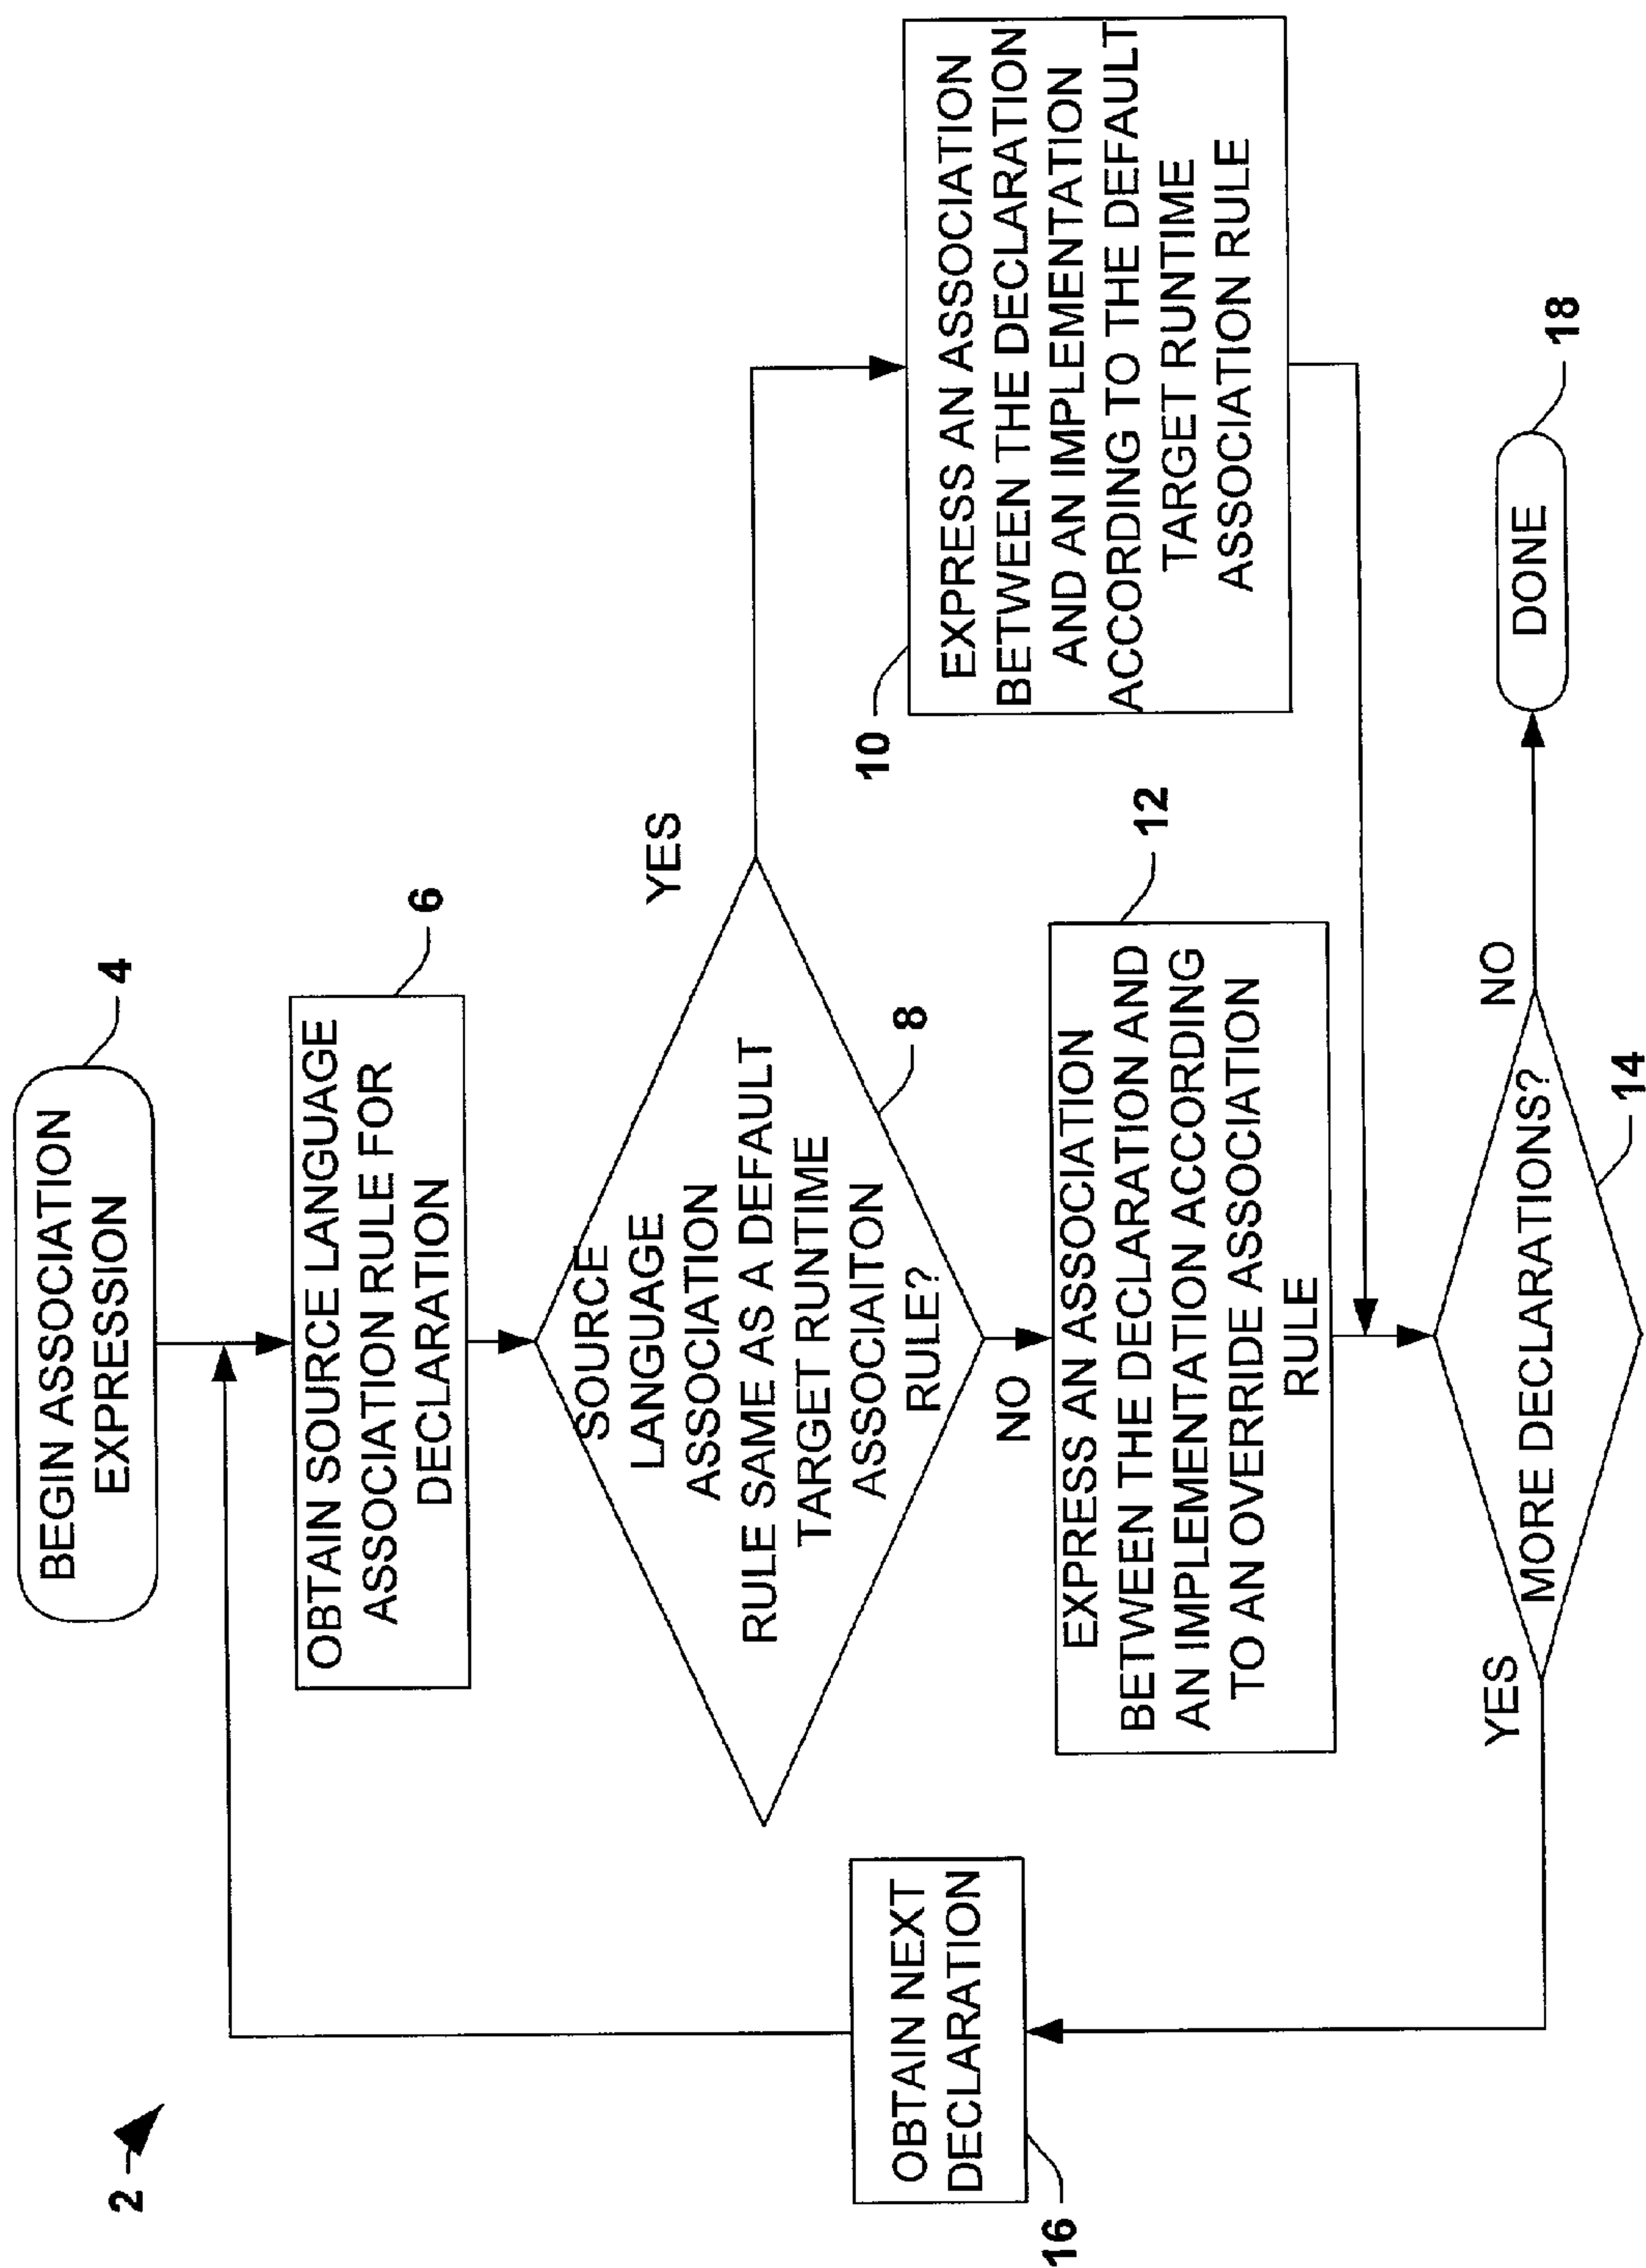 2
BEGIN ASSOCIATION
EXPRESSION
4
OBTAIN SOURCE LANGUAGE
ASSOCIATION RULE FOR
DECLARATION
6
SOURCE
LANGUAGE
ASSOCIATION
RULE SAME AS A DEFAULT
TARGET RUNTIME
ASSOCIAITON
RULE?
8
YES
NO
EXPRESS AN ASSOCIATION
BETWEEN THE DECLARATION
AND AN IMPLEMENTATION
ACCORDING TO THE DEFAULT
TARGET RUNTIME
ASSOCIATION RULE
10
EXPRESS AN ASSOCIATION
BETWEEN THE DECLARATION AND
AN IMPLEMENTATION ACCORDING
TO AN OVERRIDE ASSOCIATION
RULE
12
OBTAIN NEXT
DECLARATION
16
YES
MORE DECLARATIONS?
14
NO
DONE
18